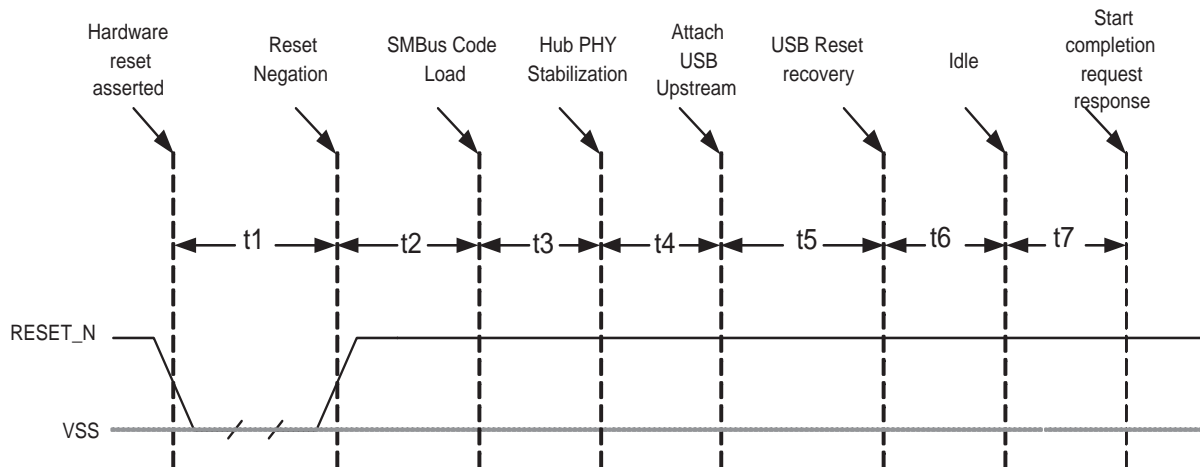 Hardware
reset
asserted
Reset
Negation
SMBus Code
Load
Hub PHY
Stabilization
Attach
USB
Upstream
USB Reset
recovery
Idle
Start
completion
request
response
t1
t2
t3
t4
t5
t6
t7
RESET_N
VSS